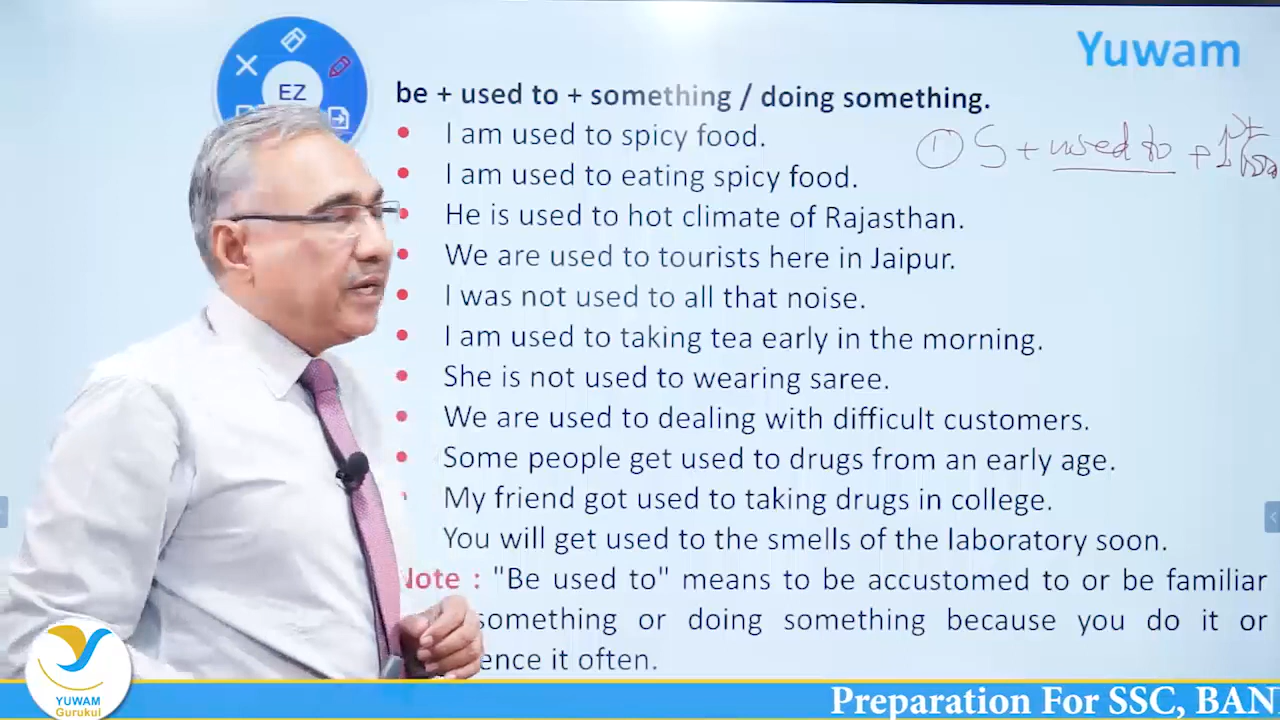 Yuwam
EZ
be + used to + something / doing something.
I am used to spicy food.
① S + used to + 1st
I am used to eating spicy food.
He is used to hot climate of Rajasthan.
We are used to tourists here in Jaipur.
I was not used to all that noise.
I am used to taking tea early in the morning.
She is not used to wearing saree.
We are used to dealing with difficult customers.
Some people get used to drugs from an early age.
My friend got used to taking drugs in college.
You will get used to the smells of the laboratory soon.
Note : "Be used to" means to be accustomed to or be familiar
something or doing something because you do it or
ence it often.
YUWAM
Gurukul
Preparation For SSC, BAN